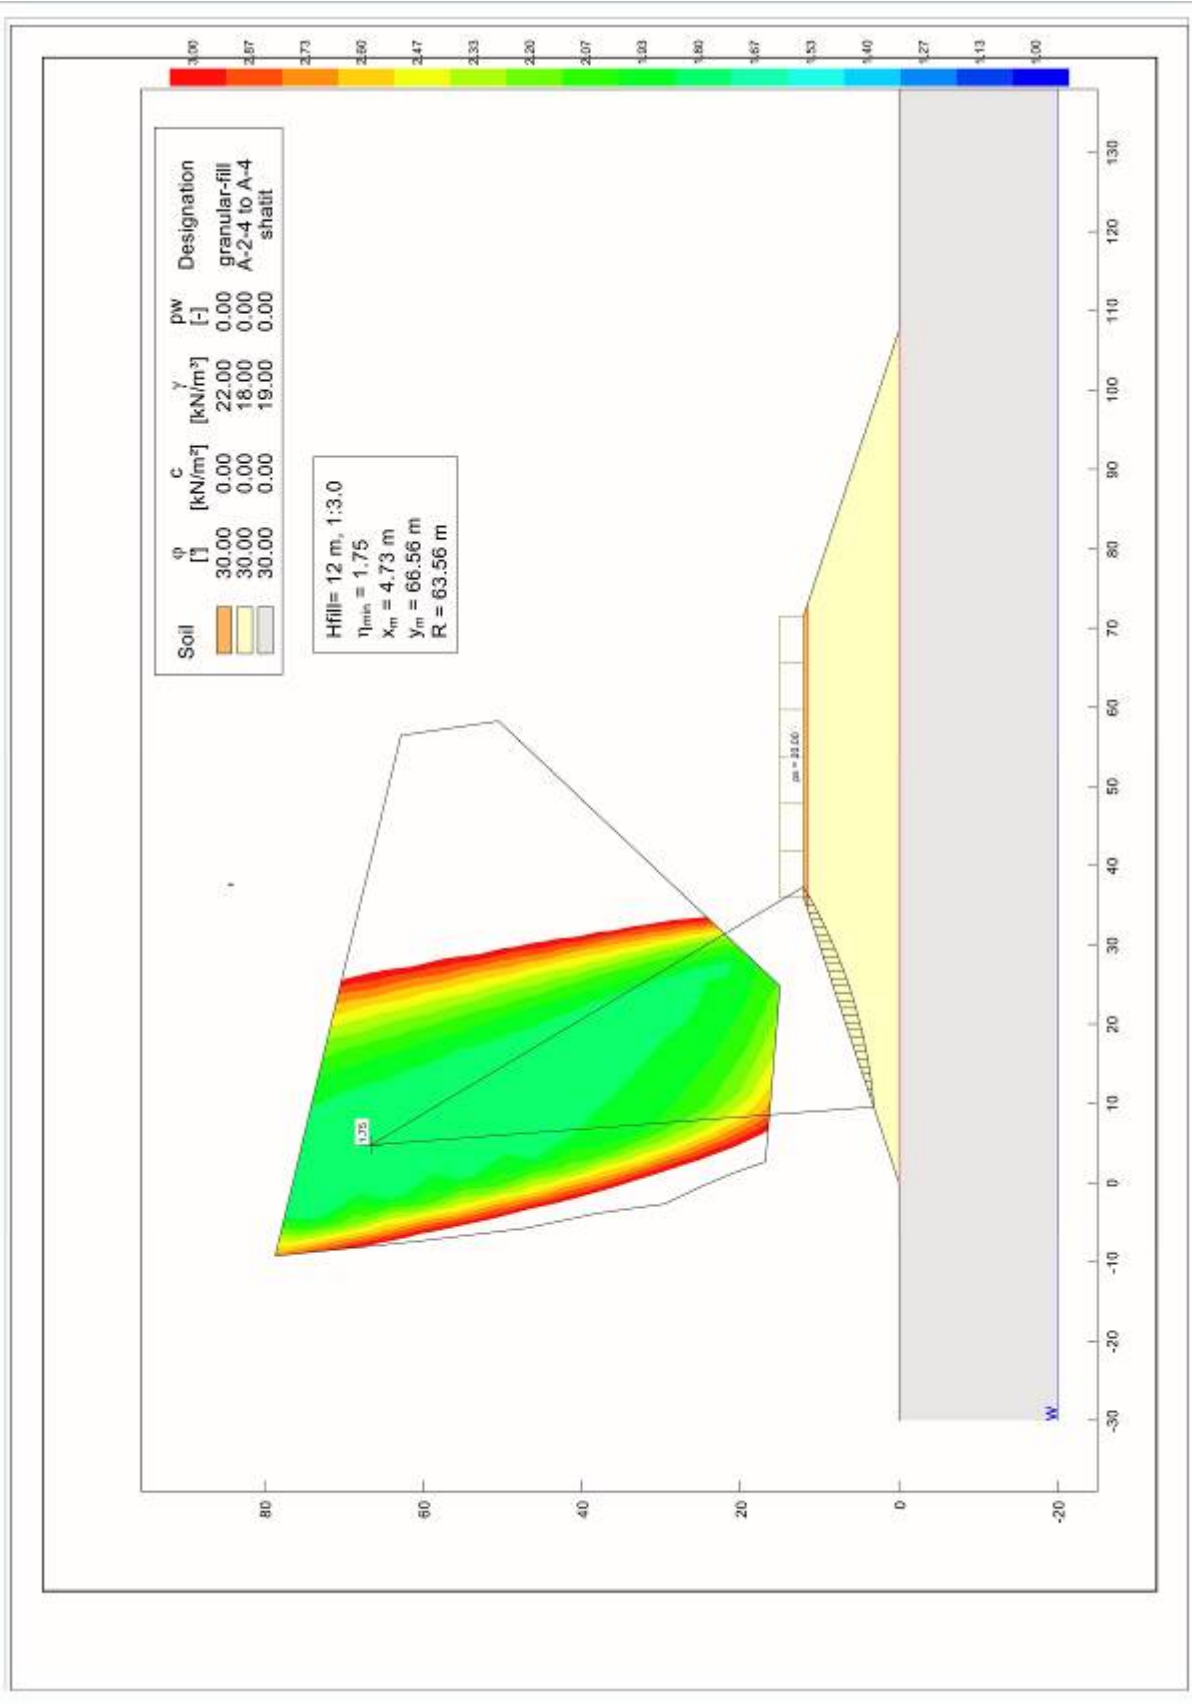 Soil φ c γ pw Designation
[°] [kN/m²] [kN/m³] [-]
30.00 0.00 22.00 0.00 granular-fill
30.00 0.00 18.00 0.00 A-2-4 to A-4
30.00 0.00 19.00 0.00 shatit
Hfill= 12 m, 1:3.0
ηmin = 1.75
xm = 4.73 m
ym = 66.56 m
R = 63.56 m
3.00
2.87
2.73
2.60
2.47
2.33
2.20
2.07
1.93
1.80
1.67
1.53
1.40
1.27
1.13
1.00
1.75
W
80
60
40
20
0
-20
-30 -20 -10 0 10 20 30 40 50 60 70 80 90 100 110 120 130